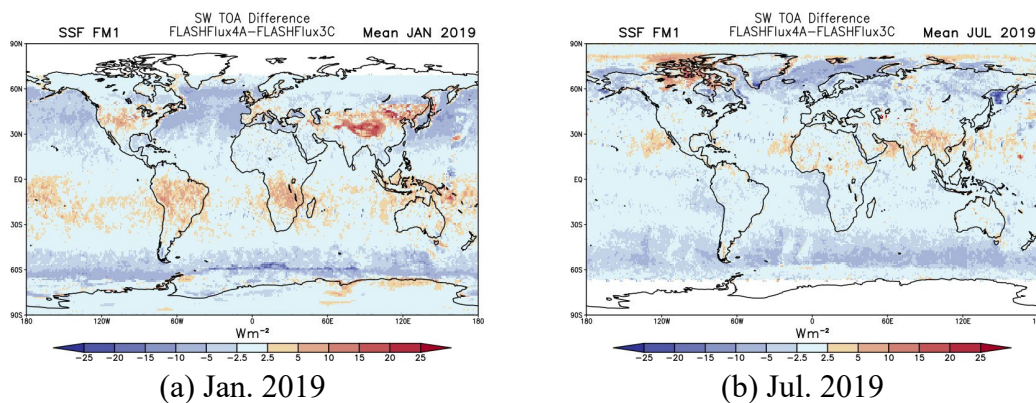 SW TOA Difference
SSF FM1 FLASHFlux4A−FLASHFlux3C Mean JAN 2019
90N
60N
30N
EQ
30S
60S
90S
180 120W 60W 0 60E 120E 180
Wm−2
−25 −20 −15 −10 −5 −2.5 2.5 5 10 15 20 25
(a) Jan. 2019
SW TOA Difference
SSF FM1 FLASHFlux4A−FLASHFlux3C Mean JUL 2019
90N
60N
30N
EQ
30S
60S
90S
180 120W 60W 0 60E 120E 180
Wm−2
−25 −20 −15 −10 −5 −2.5 2.5 5 10 15 20 25
(b) Jul. 2019